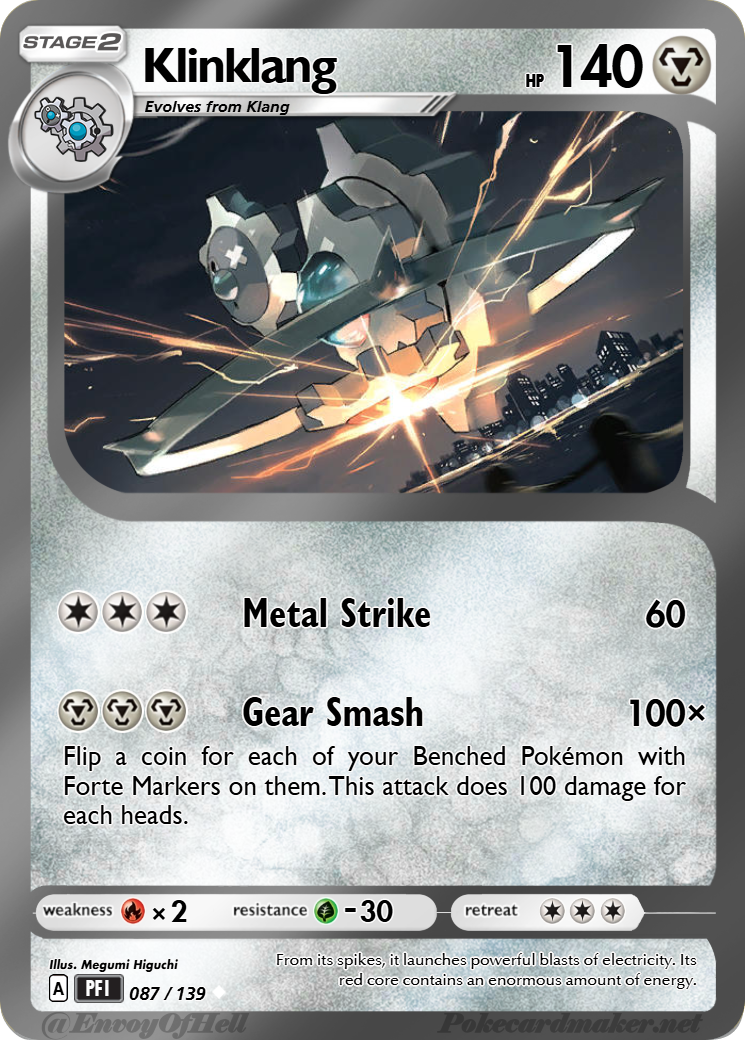 STAGE2
Klinklang
HP 140
Evolves from Klang
Metal Strike 60
Gear Smash 100×
Flip a coin for each of your Benched Pokémon with
Forte Markers on them. This attack does 100 damage for
each heads.
weakness ×2 resistance -30 retreat
Illus. Megumi Higuchi
From its spikes, it launches powerful blasts of electricity. Its
red core contains an enormous amount of energy.
A PFI 087 / 139
@EnvoyOfHell Pokecardmaker.net